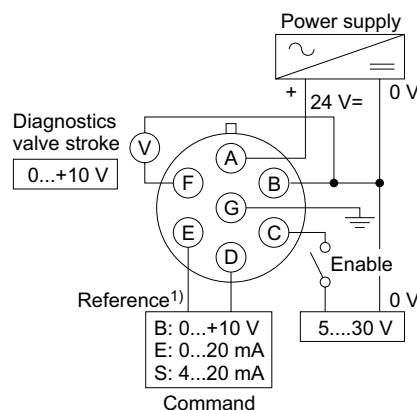 Power supply
+
24 V=
0 V
Diagnostics
valve stroke
0...+10 V
V
A
F
B
G
E
C
D
Enable
Reference1)
0 V
B: 0...+10 V
E: 0...20 mA
S: 4...20 mA
5....30 V
Command